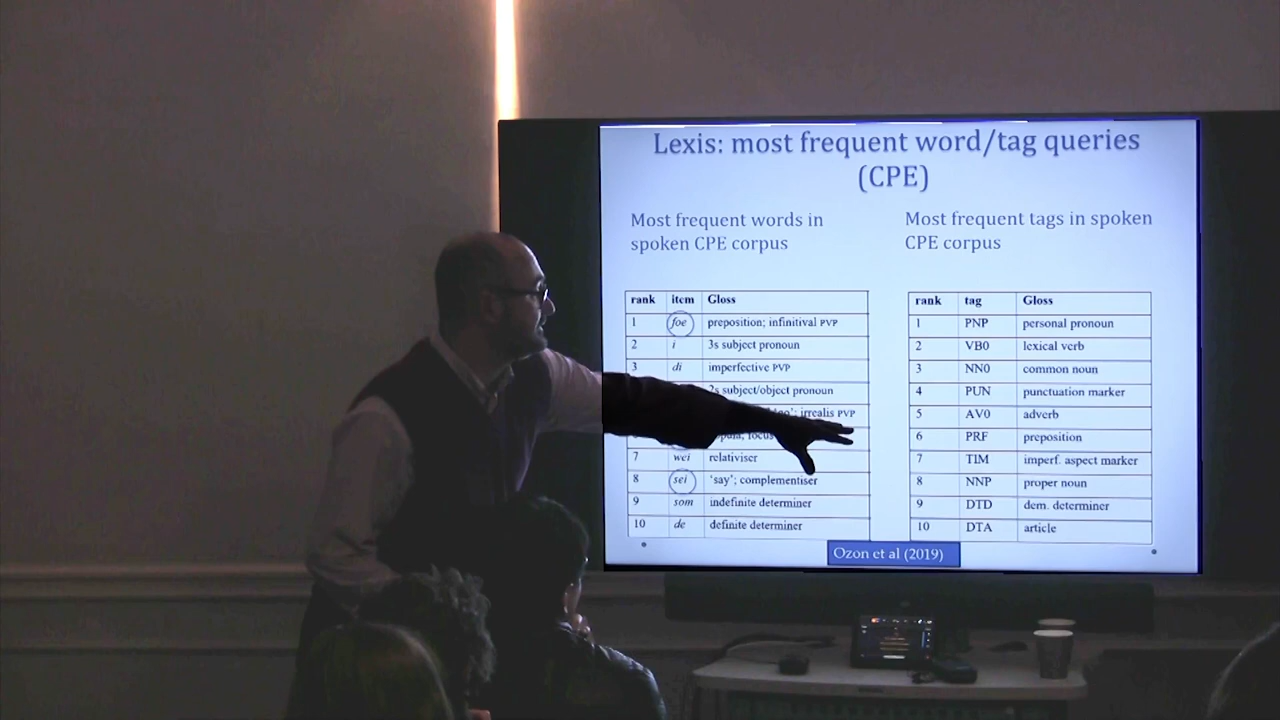 Lexis: most frequent word/tag queries
(CPE)
Most frequent words in
spoken CPE corpus
rank item Gloss
1 foe preposition; infinitival PVP
2 i 3s subject pronoun
3 di imperfective PVP
2s subject/object pronoun
irrealis PVP
focus
7 wei relativiser
8 sei 'say'; complementiser
9 som indefinite determiner
10 de definite determiner
Most frequent tags in spoken
CPE corpus
rank tag Gloss
1 PNP personal pronoun
2 VB0 lexical verb
3 NN0 common noun
4 PUN punctuation marker
5 AV0 adverb
6 PRF preposition
7 TIM imperf. aspect marker
8 NNP proper noun
9 DTD dem. determiner
10 DTA article
Ozon et al (2019)